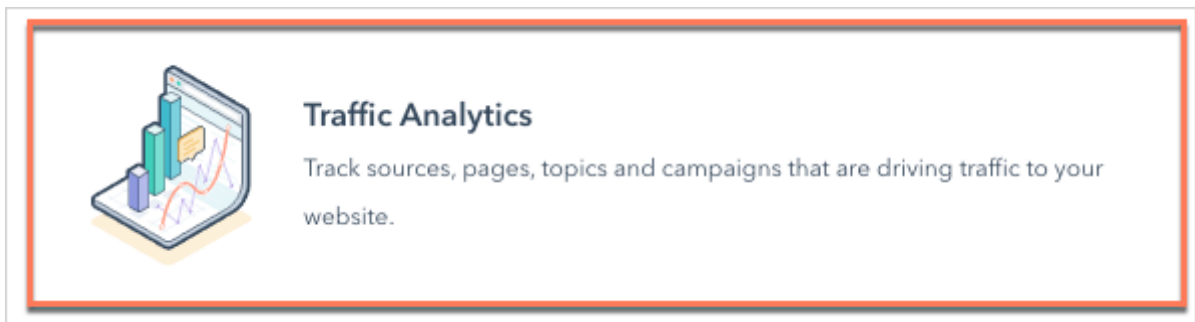 Traffic Analytics
Track sources, pages, topics and campaigns that are driving traffic to your
website.